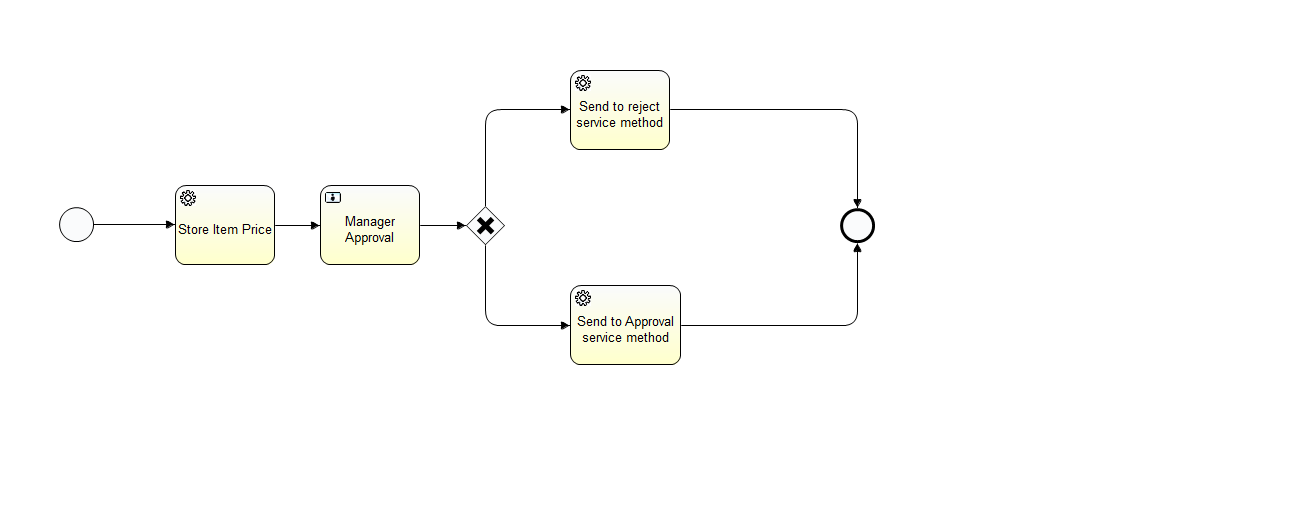 Store Item Price
Manager
Approval
Send to reject
service method
Send to Approval
service method